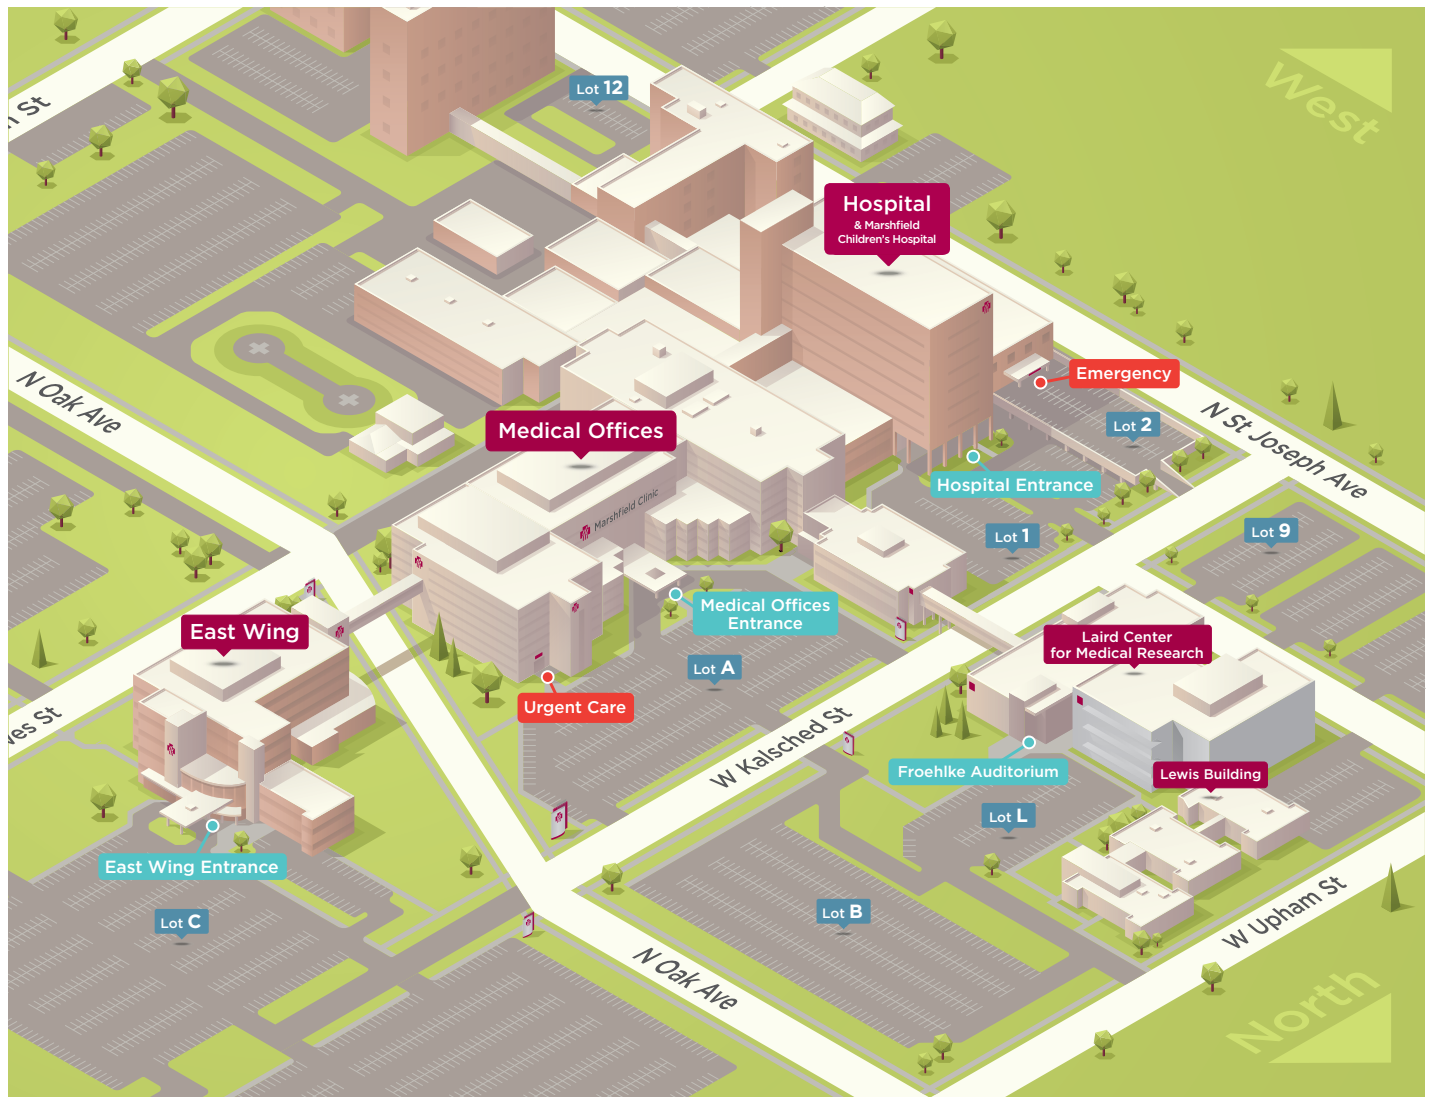 West
n St
Lot 12
Hospital
& Marshfield
Children's Hospital
Emergency
N Oak Ave
N St Joseph Ave
Lot 2
Medical Offices
Hospital Entrance
Marshfield Clinic
Lot 1
Lot 9
Medical Offices
Entrance
East Wing
Laird Center
for Medical Research
Lot A
Urgent Care
ves St
W Kalsched St
Froehlke Auditorium
Lewis Building
Lot L
East Wing Entrance
Lot C
Lot B
W Upham St
N Oak Ave
North